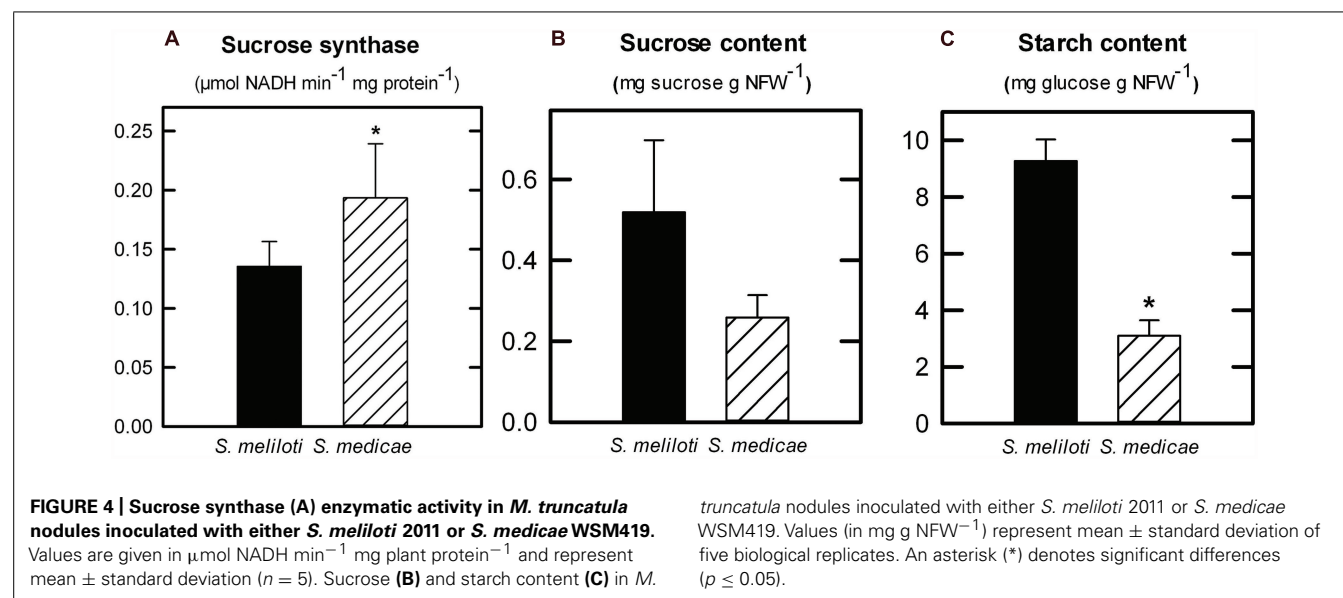 A Sucrose synthase
(μmol NADH min⁻¹ mg protein⁻¹)
0.25
0.20
0.15
0.10
0.05
0.00
*
S. meliloti S. medicae
B Sucrose content
(mg sucrose g NFW⁻¹)
0.6
0.4
0.2
0.0
S. meliloti S. medicae
C Starch content
(mg glucose g NFW⁻¹)
10
8
6
4
2
0
*
S. meliloti S. medicae
FIGURE 4 | Sucrose synthase (A) enzymatic activity in M. truncatula
nodules inoculated with either S. meliloti 2011 or S. medicae WSM419.
Values are given in μmol NADH min⁻¹ mg plant protein⁻¹ and represent
mean ± standard deviation (n = 5). Sucrose (B) and starch content (C) in M.
truncatula nodules inoculated with either S. meliloti 2011 or S. medicae
WSM419. Values (in mg g NFW⁻¹) represent mean ± standard deviation of
five biological replicates. An asterisk (*) denotes significant differences
(p ≤ 0.05).